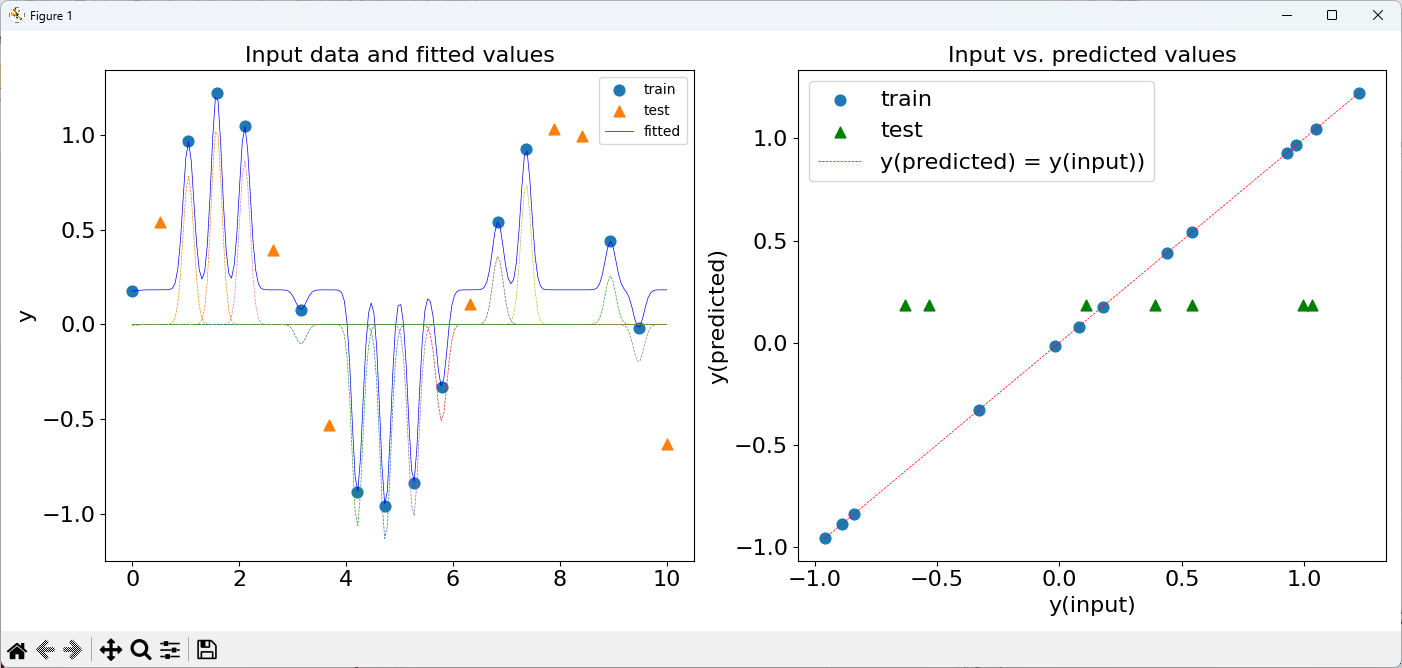 Figure 1
Input data and fitted values
train
test
fitted
1.0
0.5
0.0
−0.5
−1.0
y
0
2
4
6
8
10
Input vs. predicted values
train
test
y(predicted) = y(input))
1.0
0.5
0.0
−0.5
−1.0
y(predicted)
−1.0
−0.5
0.0
0.5
1.0
y(input)